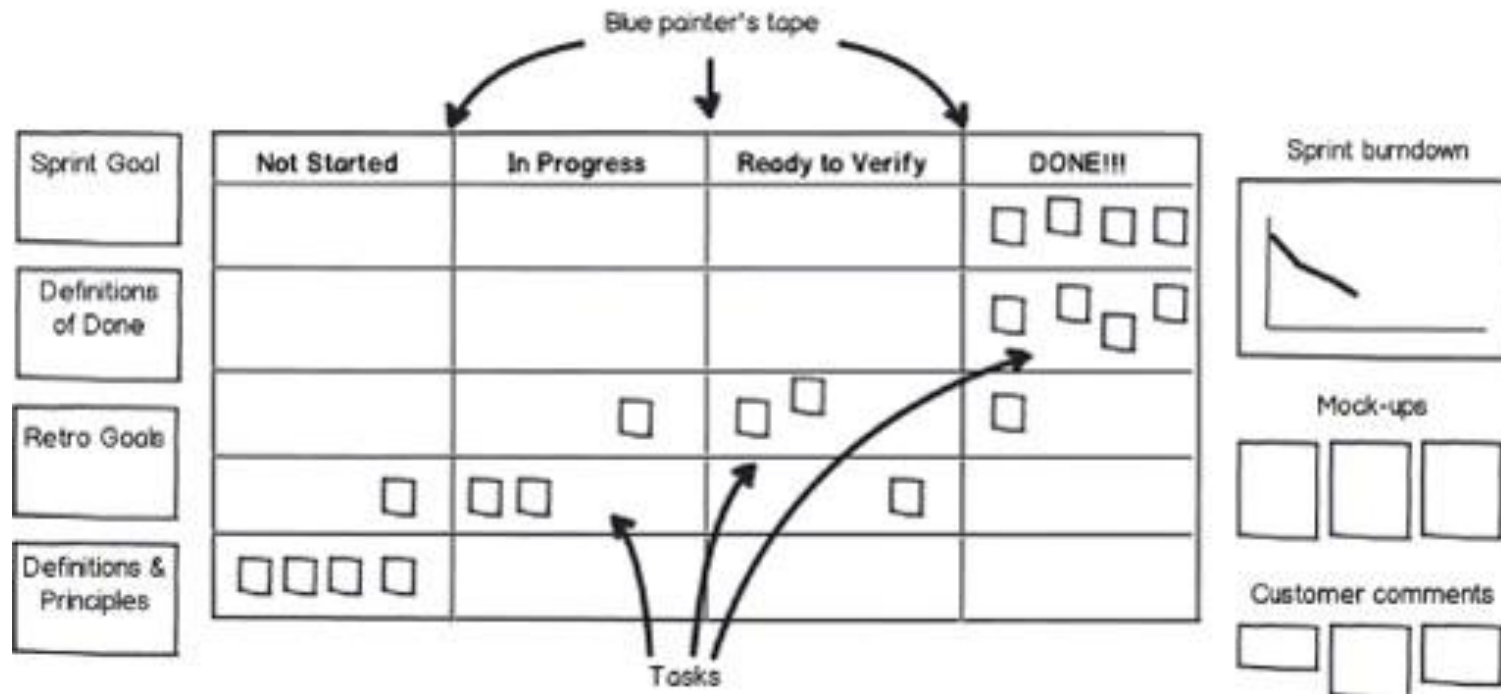 Blue painter's tape
Sprint Goal
Not Started
In Progress
Ready to Verify
DONE!!!
Sprint burndown
Definitions
of Done
Mock-ups
Retro Goals
Definitions &
Principles
Customer comments
Tasks